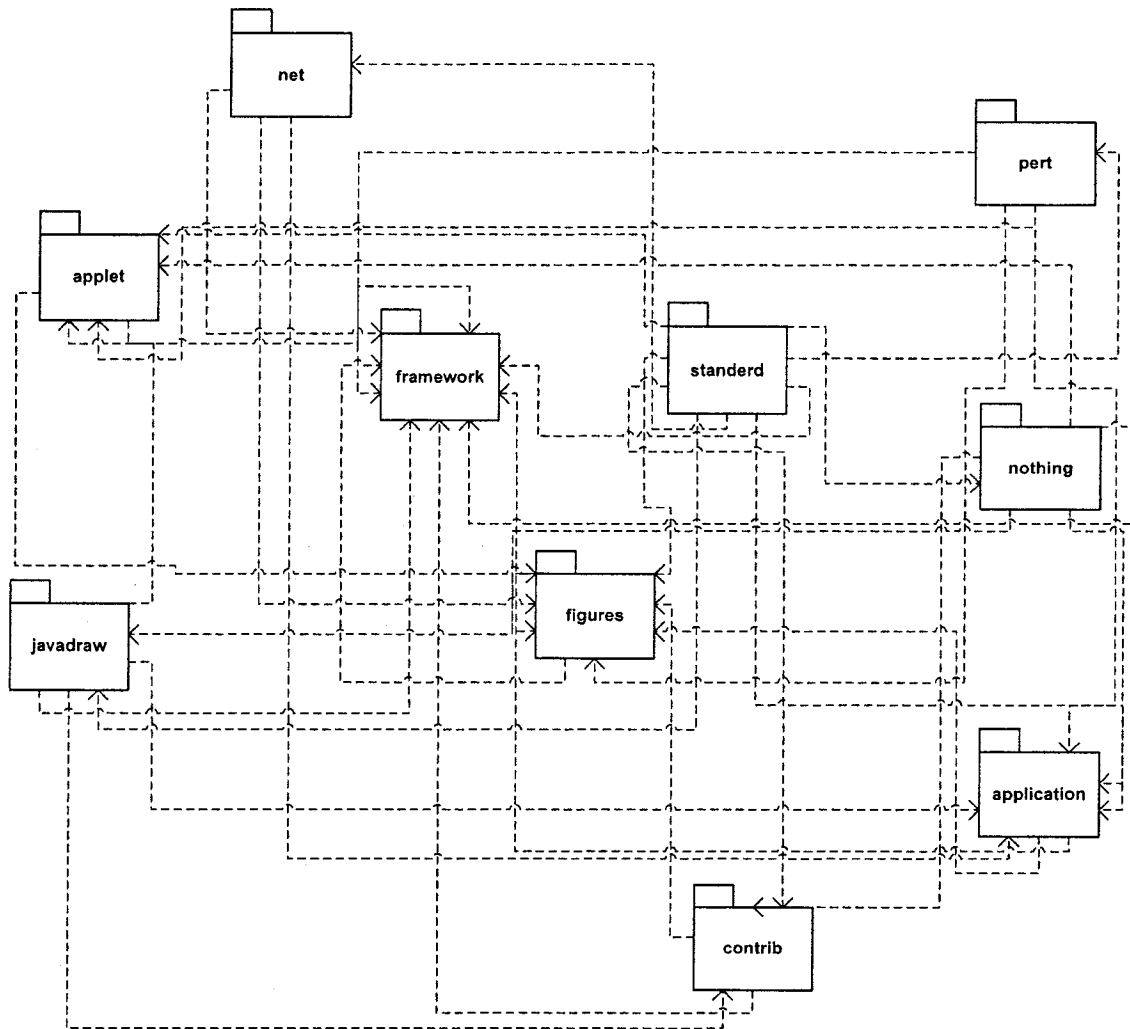 net
pert
applet
framework
standerd
nothing
figures
javadraw
application
contrib